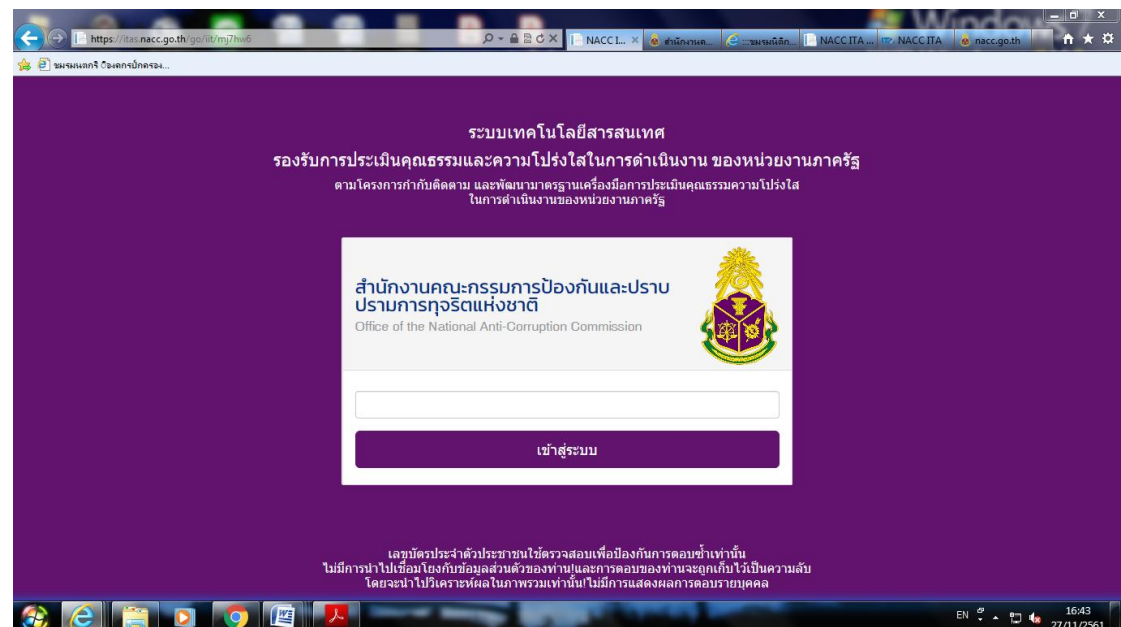 https://itas.nacc.go.th/go/iit/mj7hw6
NACC I...
สำนักงานค...
:::ชมรมนิติก...
NACC ITA ...
NACC ITA
nacc.go.th
ระบบเทคโนโลยีสารสนเทศ
รองรับการประเมินคุณธรรมและความโปร่งใสในการดำเนินงาน ของหน่วยงานภาครัฐ
ตามโครงการกำกับติดตาม และพัฒนามาตรฐานเครื่องมือการประเมินคุณธรรมความโปร่งใส
ในการดำเนินงานของหน่วยงานภาครัฐ
สำนักงานคณะกรรมการป้องกันและปราบ
ปรามการทุจริตแห่งชาติ
Office of the National Anti-Corruption Commission
เข้าสู่ระบบ
เลขบัตรประจำตัวประชาชนใช้ตรวจสอบเพื่อป้องกันการตอบซ้ำเท่านั้น
ไม่มีการนำไปเชื่อมโยงกับข้อมูลส่วนตัวของท่าน!และการตอบของท่านจะถูกเก็บไว้เป็นความลับ
โดยจะนำไปวิเคราะห์ผลในภาพรวมเท่านั้น!ไม่มีการแสดงผลการตอบรายบุคคล
EN
16:43
27/11/2561